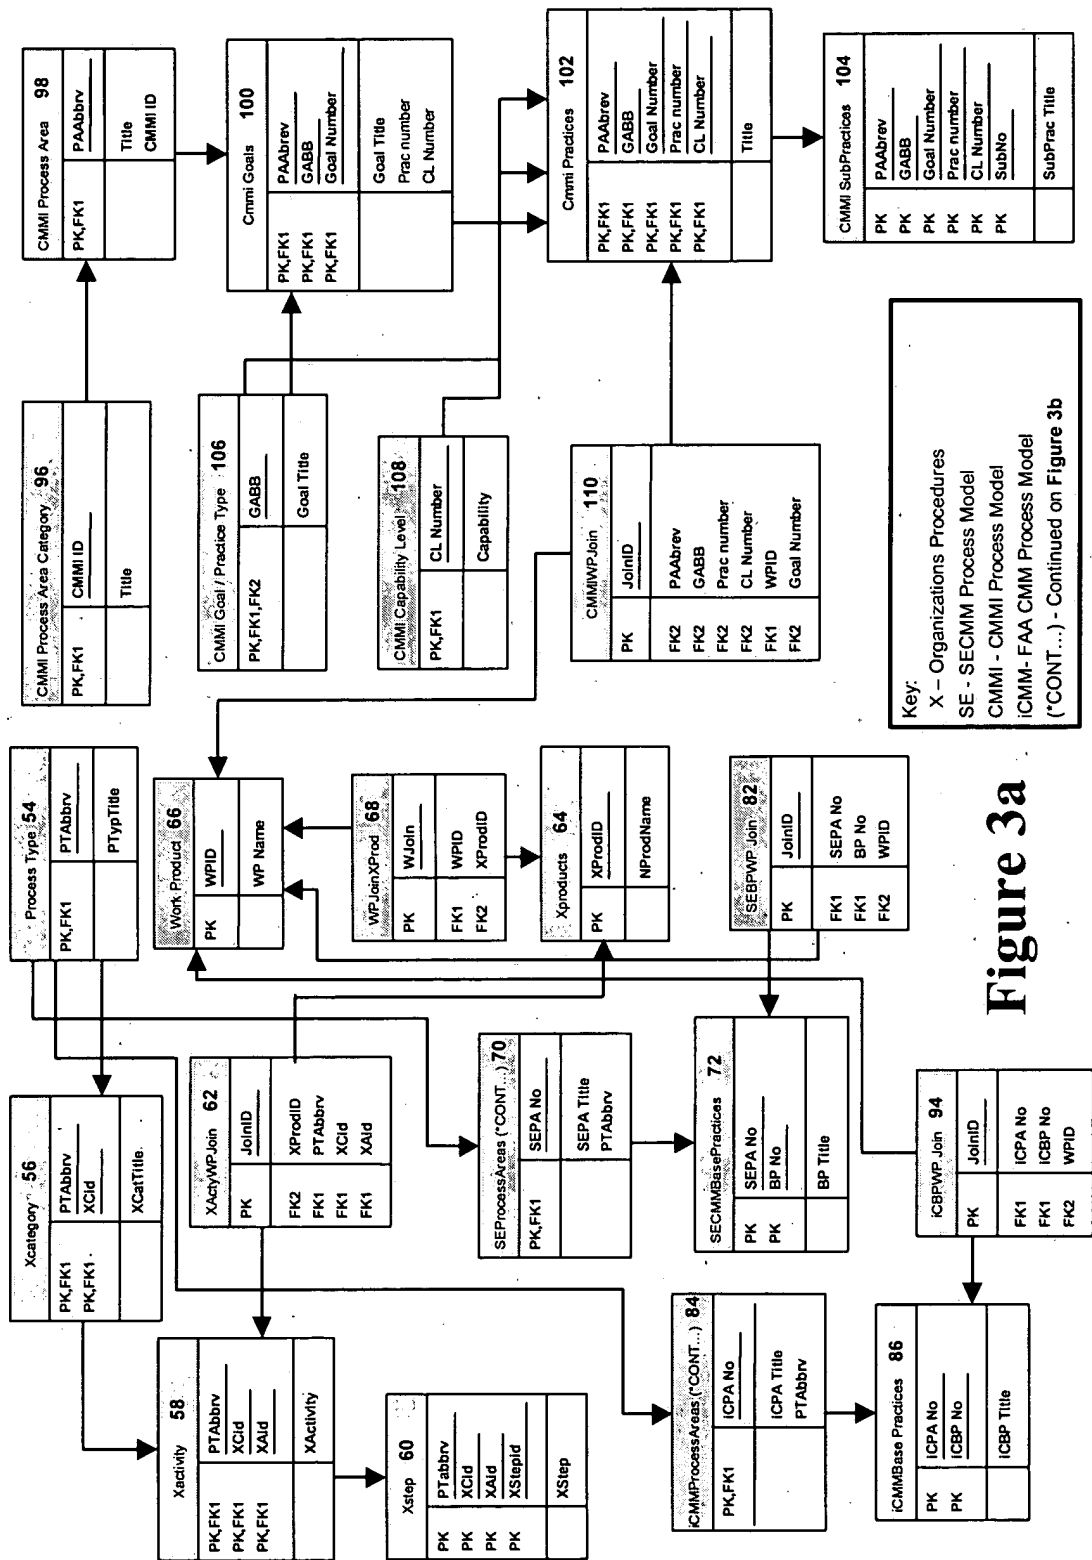 CMMI Process Area Category 96
PK,FK1 CMMI ID
Title
CMMI Process Area 98
PK,FK1 PAAbbrv
Title
CMMI ID
CMMI Goal / Practice Type 106
PK,FK1,FK2 GABB
Goal Title
Cmmi Goals 100
PK,FK1 PAAbrev
PK,FK1 GABB
PK,FK1 Goal Number
Goal Title
Prac number
CL Number
CMMI Capability Level 108
PK,FK1 CL Number
Capability
CMMIWPJoin 110
PK JoinID
FK2 PAAbrev
FK2 GABB
FK2 Prac number
FK2 CL Number
FK1 WPID
FK2 Goal Number
Cmmi Practices 102
PK,FK1 PAAbrev
PK,FK1 GABB
PK,FK1 Goal Number
PK,FK1 Prac number
PK,FK1 CL Number
Title
CMMI SubPractices 104
PK PAAbrev
PK GABB
PK Goal Number
PK Prac number
PK CL Number
PK SubNo
SubPrac Title
Process Type 54
PK,FK1 PTAbbrv
PTypTitle
Work Product 66
PK WPID
WP Name
WPJoinXProd 68
PK WJoin
FK1 WPID
FK2 XProdID
Xproducts 64
PK XProdID
NProdName
SEBPWP Join 82
PK JoinID
FK1 SEPA No
FK1 BP No
FK2 WPID
Xcategory 56
PK,FK1 PTAbbrv
PK,FK1 XCid
XCatTitle
XActyWPJoin 62
PK JoinID
FK2 XProdID
FK1 PTAbbrv
FK1 XCid
FK1 XAid
SEProcessAreas (*CONT...) 70
PK,FK1 SEPA No
SEPA Title
PTAbbrv
SECMMBasePractices 72
PK SEPA No
PK BP No
BP Title
iCBPWP Join 94
PK JoinID
FK1 iCPA No
FK1 iCBP No
FK2 WPID
Xactivity 58
PK,FK1 PTAbbrv
PK,FK1 XCid
PK,FK1 XAid
XActivity
Xstep 60
PK PTabbrv
PK XCid
PK XAid
PK XStepid
XStep
iCMMProcessAreas (*CONT...) 84
PK,FK1 iCPA No
iCPA Title
PTAbbrv
iCMMBase Practices 86
PK iCPA No
PK iCBP No
iCBP Title
Key:
X – Organizations Procedures
SE - SECMM Process Model
CMMI - CMMI Process Model
iCMM- FAA CMM Process Model
(*CONT...) - Continued on Figure 3b
Figure 3a